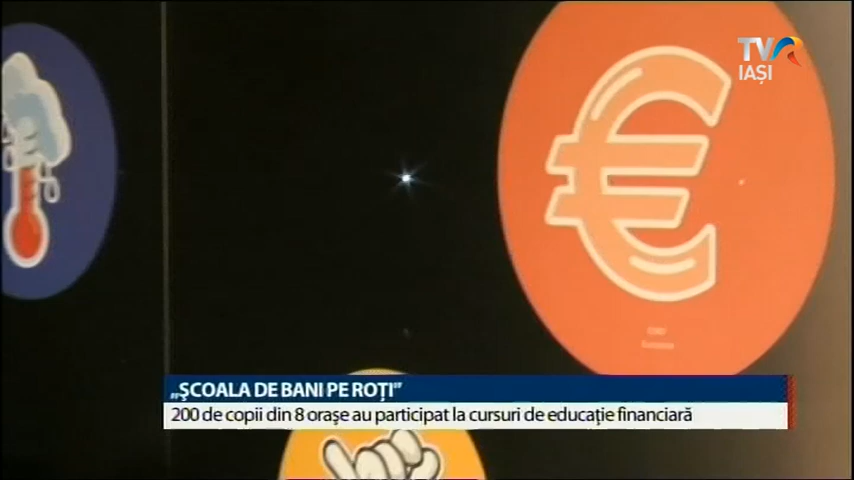 TVR
IAȘI
„ȘCOALA DE BANI PE ROȚI”
200 de copii din 8 orașe au participat la cursuri de educație financiară